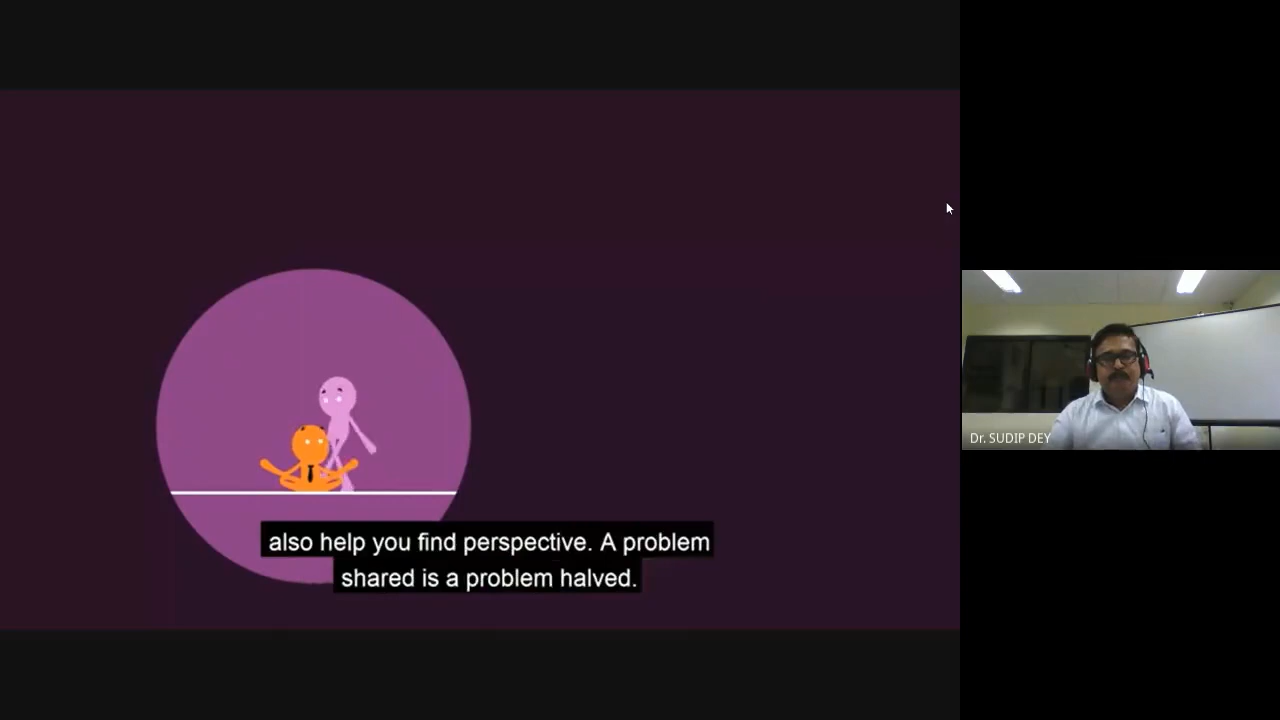 also help you find perspective. A problem
shared is a problem halved.
Dr. SUDIP DEY